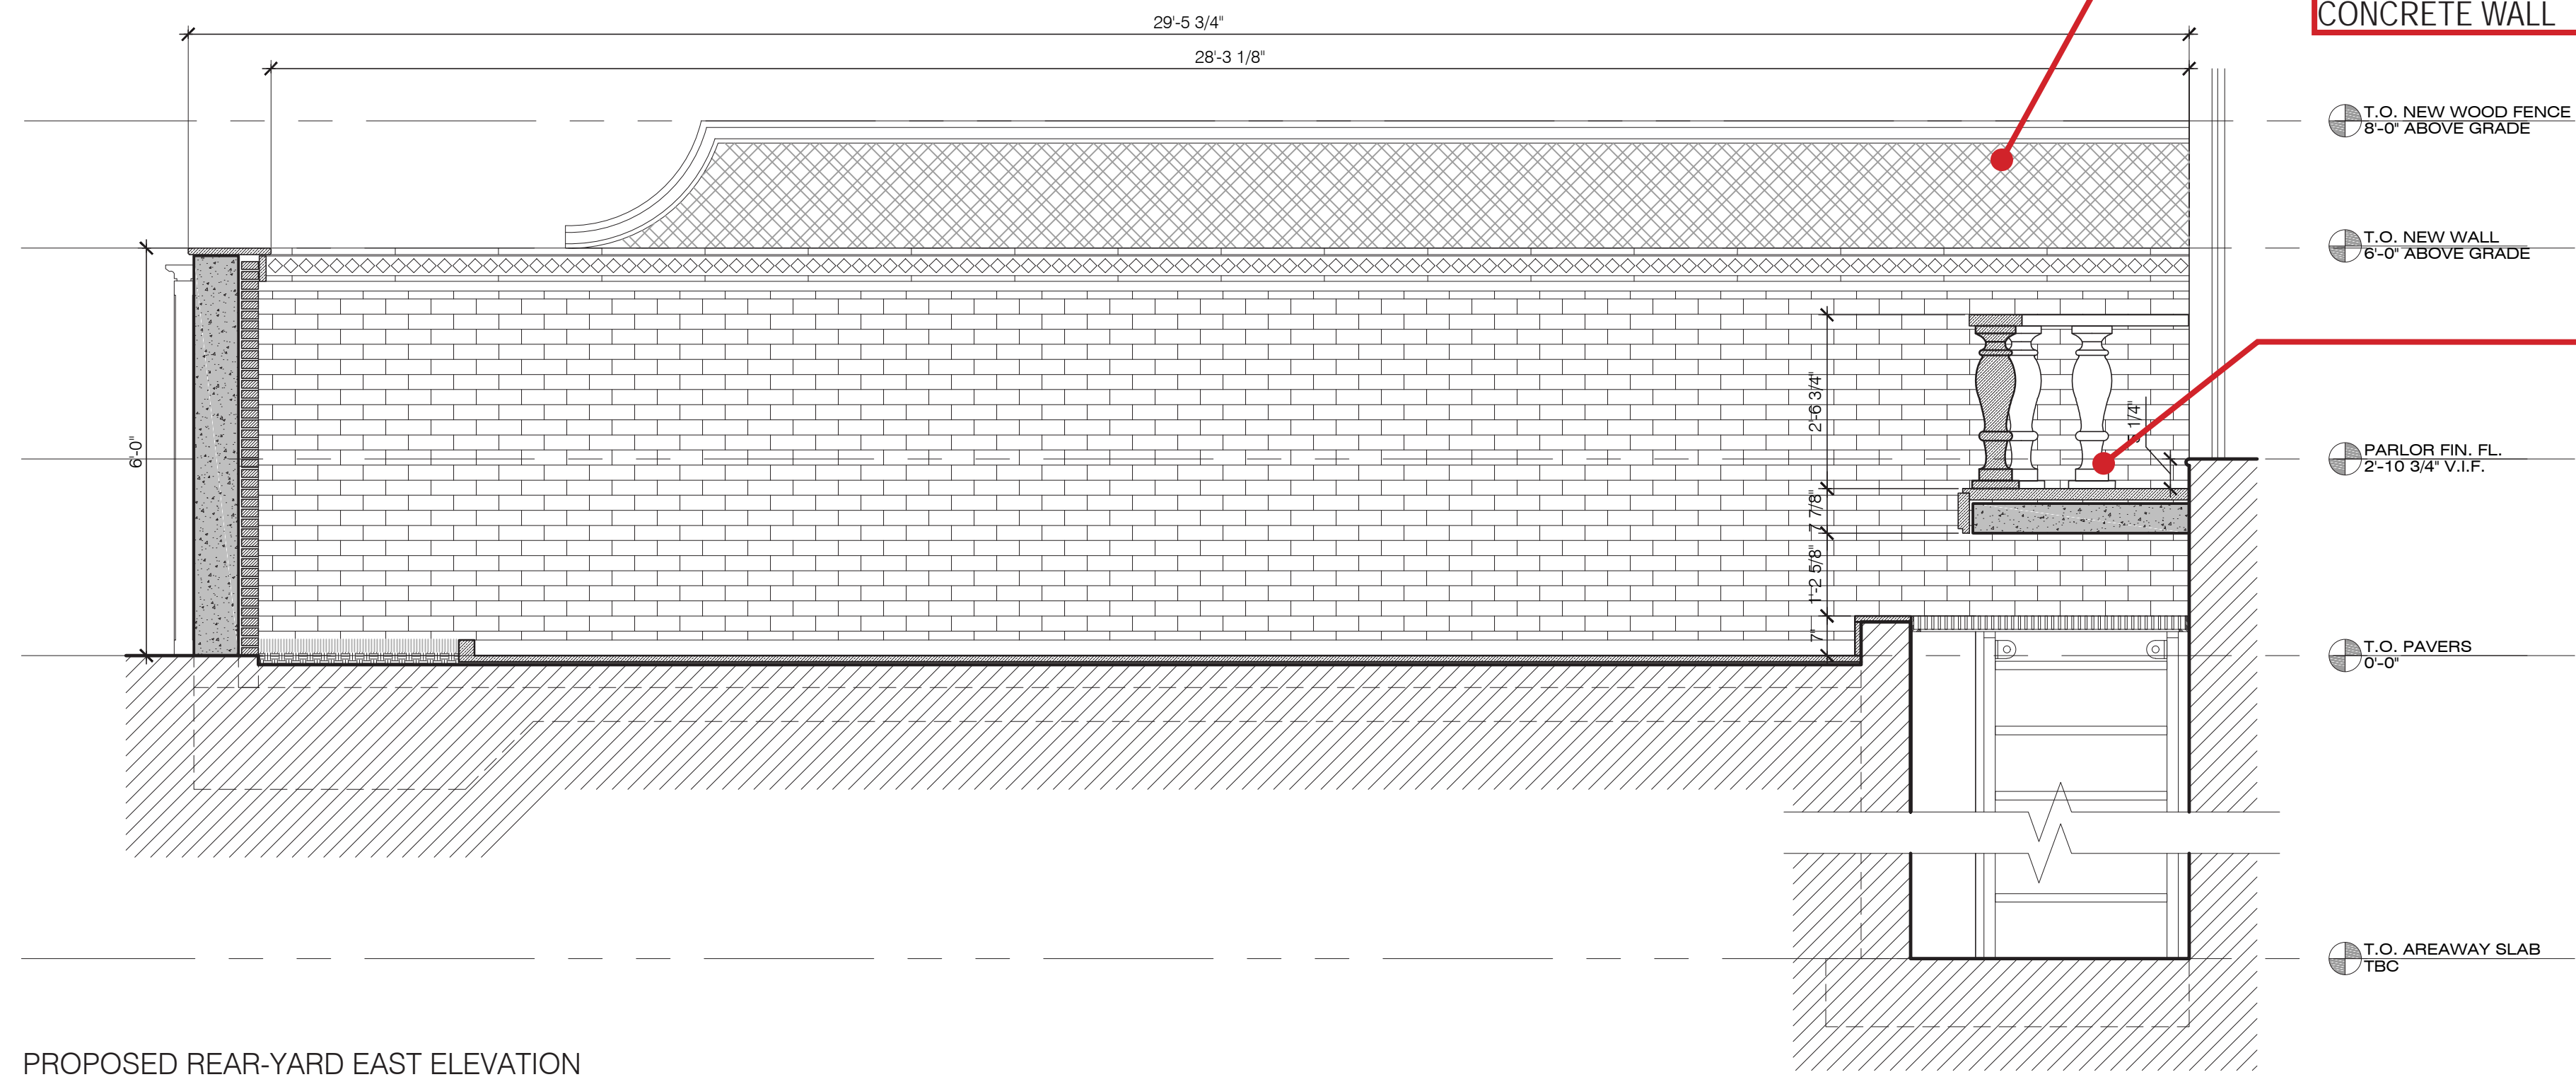 CONCRETE WALL
29'-5 3/4"
28'-3 1/8"
T.O. NEW WOOD FENCE
8'-0" ABOVE GRADE
T.O. NEW WALL
6'-0" ABOVE GRADE
6'-0"
2'-6 3/4"
1/4"
PARLOR FIN. FL.
2'-10 3/4" V.I.F.
7 7/8"
1'-2 5/8"
7"
T.O. PAVERS
0'-0"
T.O. AREAWAY SLAB
TBC
PROPOSED REAR-YARD EAST ELEVATION